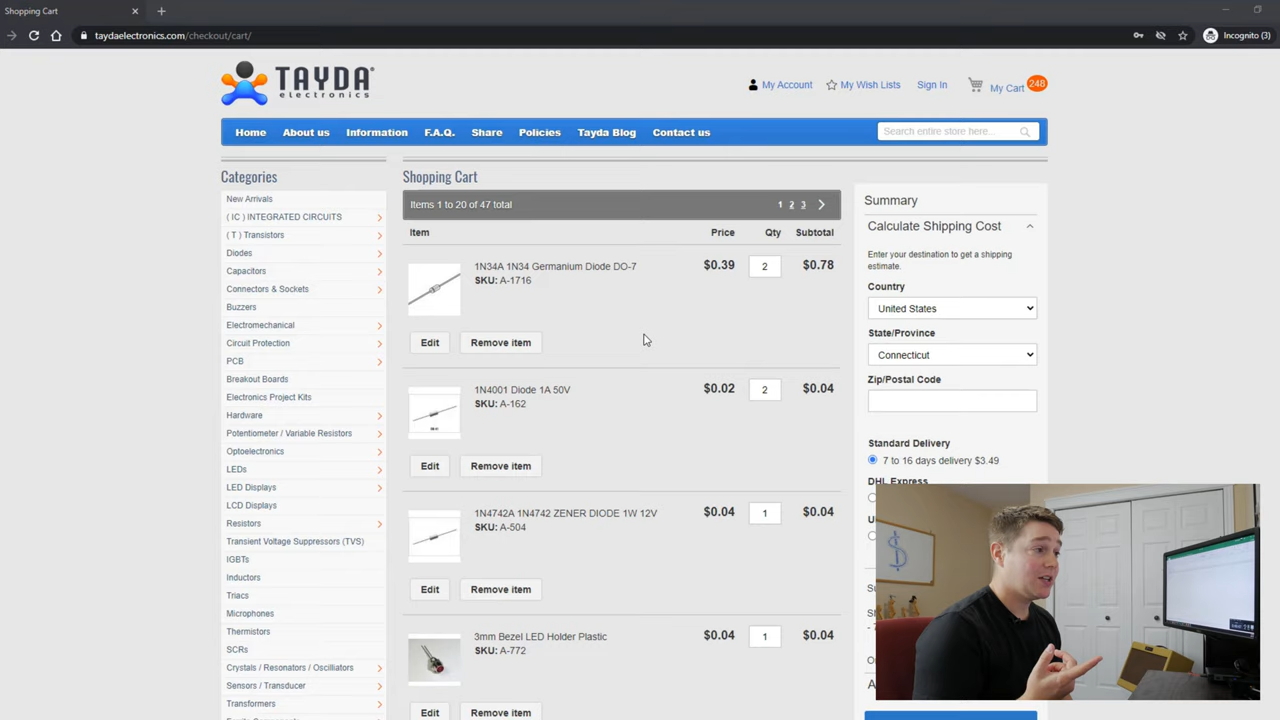 Shopping Cart
taydaelectronics.com/checkout/cart/
Incognito (3)
TAYDA
electronics
My Account
My Wish Lists
Sign In
My Cart 248
Home
About us
Information
F.A.Q.
Share
Policies
Tayda Blog
Contact us
Search entire store here...
Categories
New Arrivals
( IC ) INTEGRATED CIRCUITS
( T ) Transistors
Diodes
Capacitors
Connectors & Sockets
Buzzers
Electromechanical
Circuit Protection
PCB
Breakout Boards
Electronics Project Kits
Hardware
Potentiometer / Variable Resistors
Optoelectronics
LEDs
LED Displays
LCD Displays
Resistors
Transient Voltage Suppressors (TVS)
IGBTs
Inductors
Triacs
Microphones
Thermistors
SCRs
Crystals / Resonators / Oscilliators
Sensors / Transducer
Transformers
Shopping Cart
Items 1 to 20 of 47 total
1 2 3
Item Price Qty Subtotal
1N34A 1N34 Germanium Diode DO-7 $0.39 2 $0.78
SKU: A-1716
Edit Remove item
1N4001 Diode 1A 50V $0.02 2 $0.04
SKU: A-162
Edit Remove item
1N4742A 1N4742 ZENER DIODE 1W 12V $0.04 1 $0.04
SKU: A-504
Edit Remove item
3mm Bezel LED Holder Plastic $0.04 1 $0.04
SKU: A-772
Edit Remove item
Summary
Calculate Shipping Cost
Enter your destination to get a shipping
estimate.
Country
United States
State/Province
Connecticut
Zip/Postal Code
Standard Delivery
7 to 16 days delivery $3.49
DHL Express
$